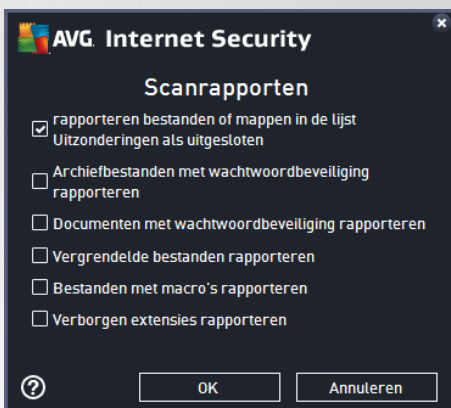 AVG. Internet Security
Scanrapporten
rapporteren bestanden of mappen in de lijst
Uitzonderingen als uitgesloten
Archiefbestanden met wachtwoordbeveiliging
rapporteren
Documenten met wachtwoordbeveiliging rapporteren
Vergrendelde bestanden rapporteren
Bestanden met macro's rapporteren
Verborgen extensies rapporteren
? OK Annuleren